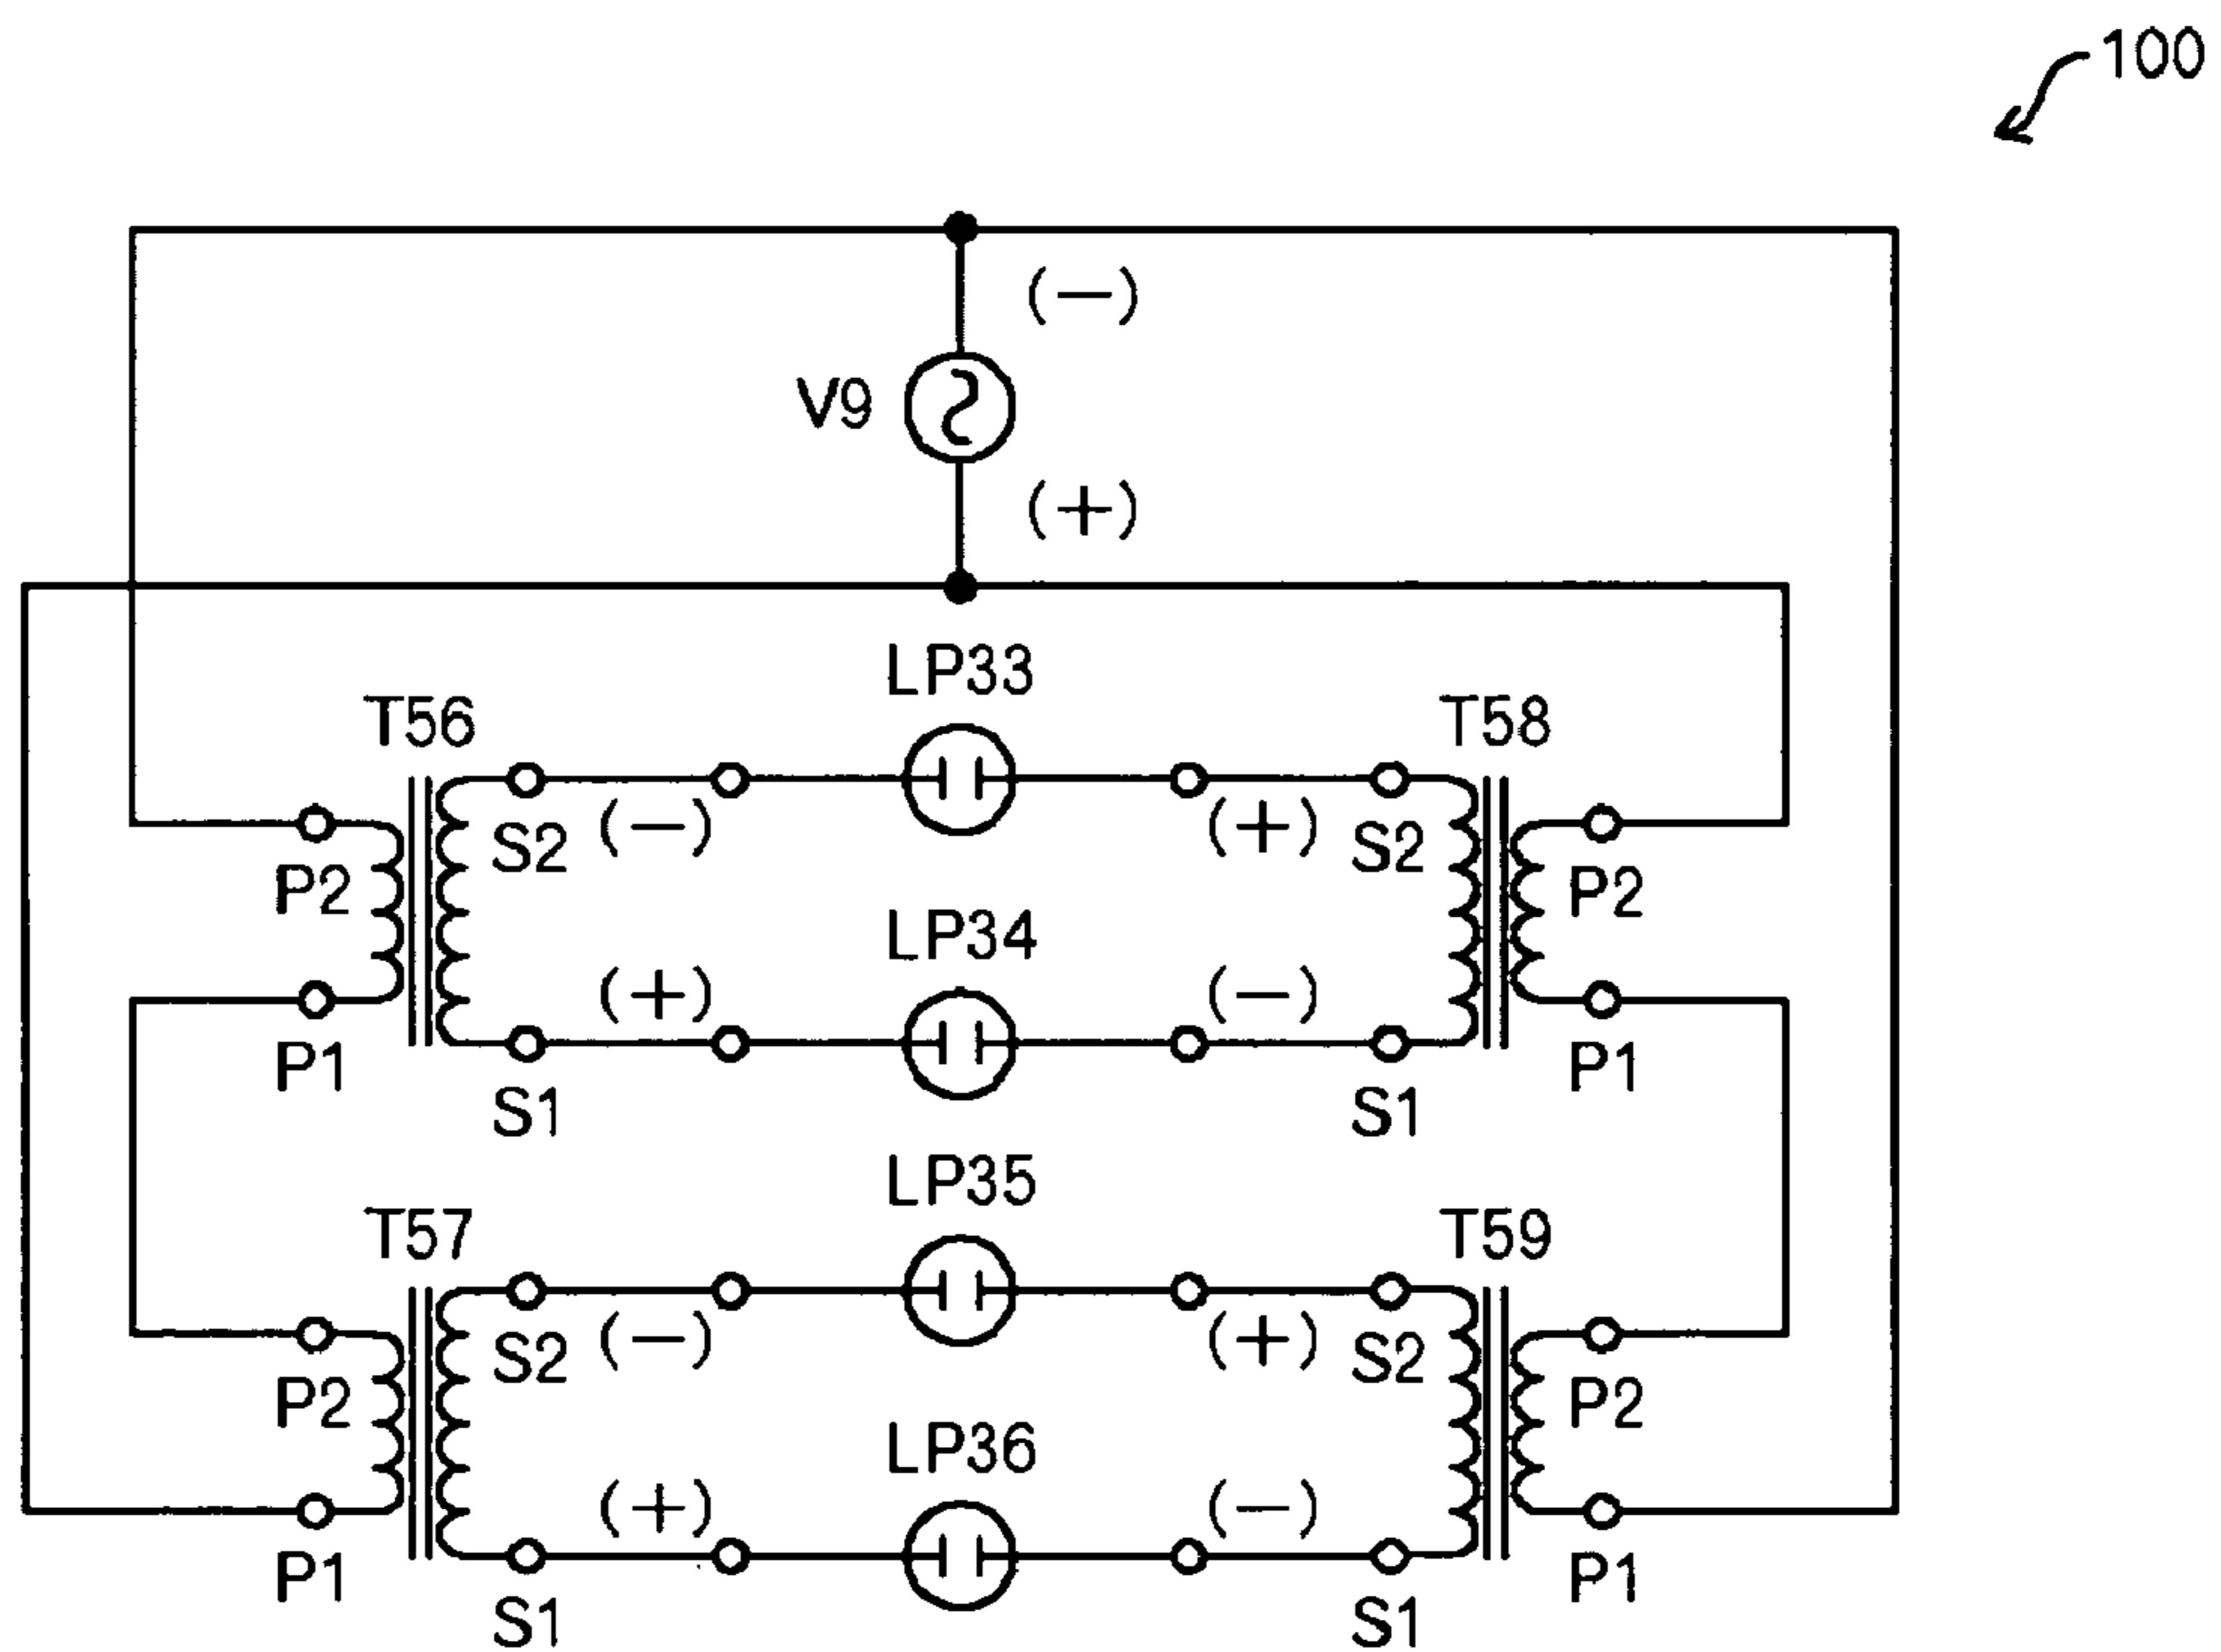 100
(−)
V9
(+)
LP33
T56
T58
S2
(−)
(+)
S2
P2
P2
LP34
(+)
(−)
P1
P1
S1
S1
LP35
T57
T59
S2
(−)
(+)
S2
P2
P2
LP36
(+)
(−)
P1
P1
S1
S1